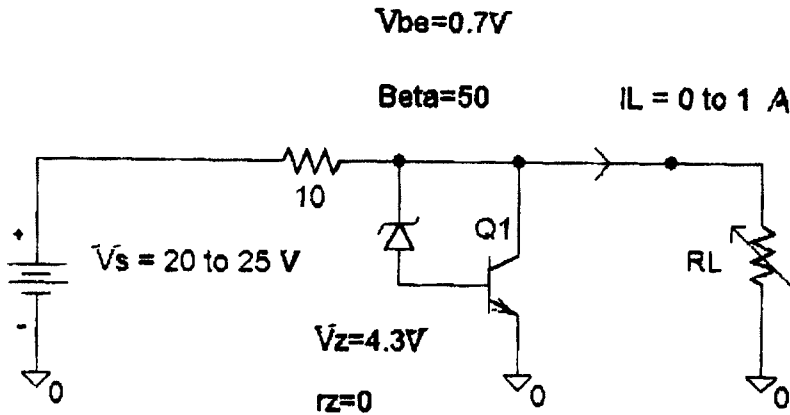 Vbe=0.7V
Beta=50
IL = 0 to 1 A
10
+
Vs = 20 to 25 V
-
Q1
RL
Vz=4.3V
rz=0
0
0
0